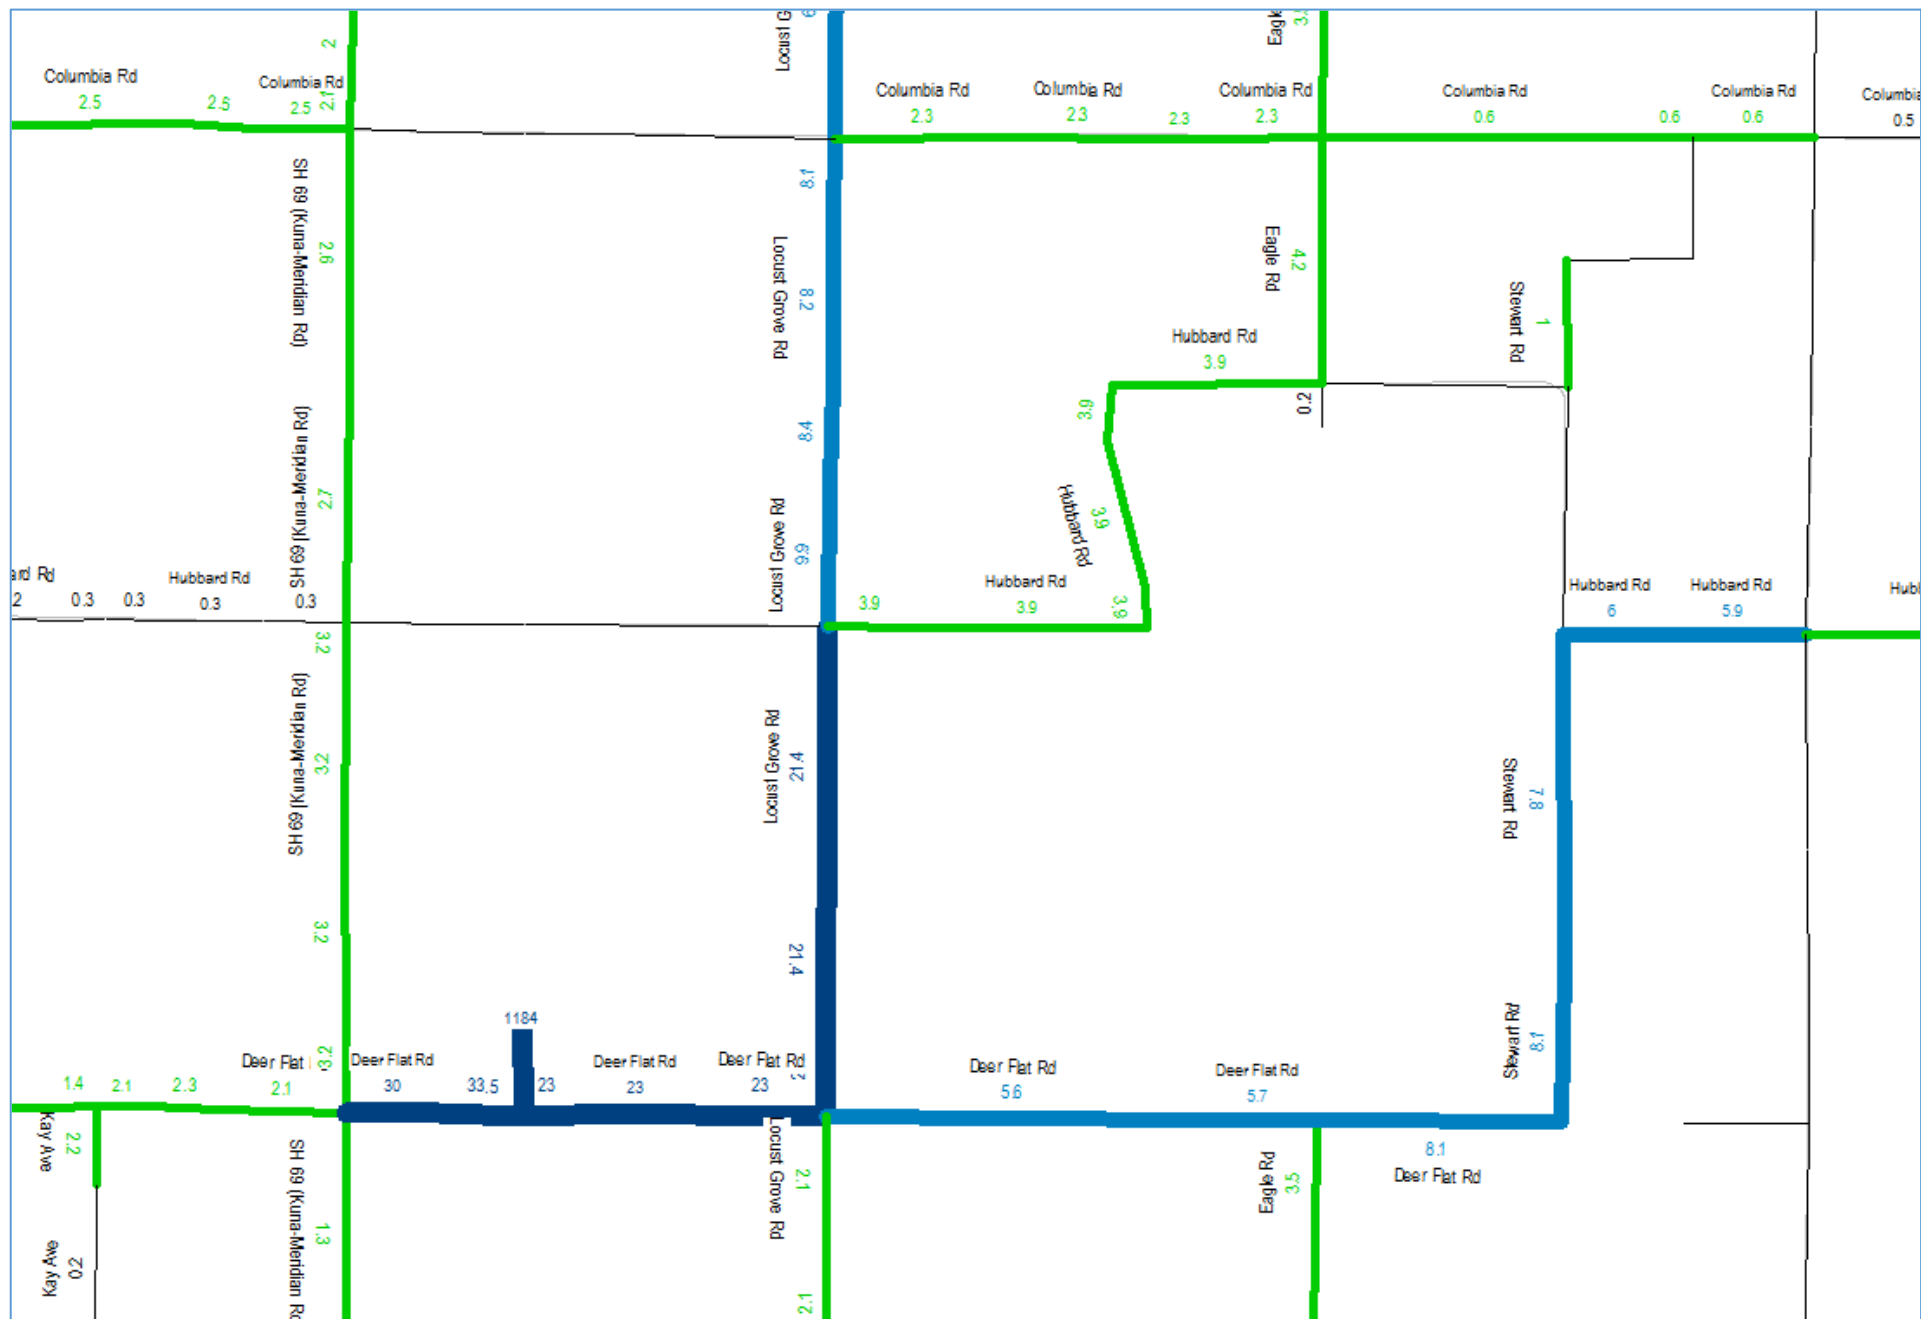 Locust G
Eagle
3.
2
Columbia Rd
2.5
2.5
Columbia Rd
2.5
2.1
Columbia Rd
2.3
Columbia Rd
2.3
2.3
Columbia Rd
2.3
Columbia Rd
0.6
0.6
Columbia Rd
0.6
Columbia
0.5
SH 69 (Kuna-Meridian Rd)
2.6
8.1
Locust Grove Rd
8.2
Eagle Rd
4.2
Stewart Rd
1
Hubbard Rd
3.9
0.2
3.9
8.4
SH 69 (Kuna-Meridian Rd)
2.7
Locust Grove Rd
9.9
Hubbard Rd
3.9
ard Rd
2
0.3
0.3
Hubbard Rd
0.3
0.3
3.9
Hubbard Rd
3.9
3.9
Hubbard Rd
6
Hubbard Rd
5.9
Hubb
3.2
SH 69 (Kuna-Meridian Rd)
3.2
Locust Grove Rd
21.4
Stewart Rd
7.8
3.2
21.4
Stewart Rd
8.1
1184
Deer Flat
3.2
Deer Flat Rd
Deer Flat Rd
Deer Flat Rd
1.4
2.1
2.3
2.1
30
33.5
23
23
23
Deer Flat Rd
5.6
Deer Flat Rd
5.7
8.1
Deer Flat Rd
Kay Ave
2.2
SH 69 (Kuna-Meridian Rd
1.3
Locust Grove Rd
2.1
Eagle Rd
3.5
Kay Ave
0.2
2.1